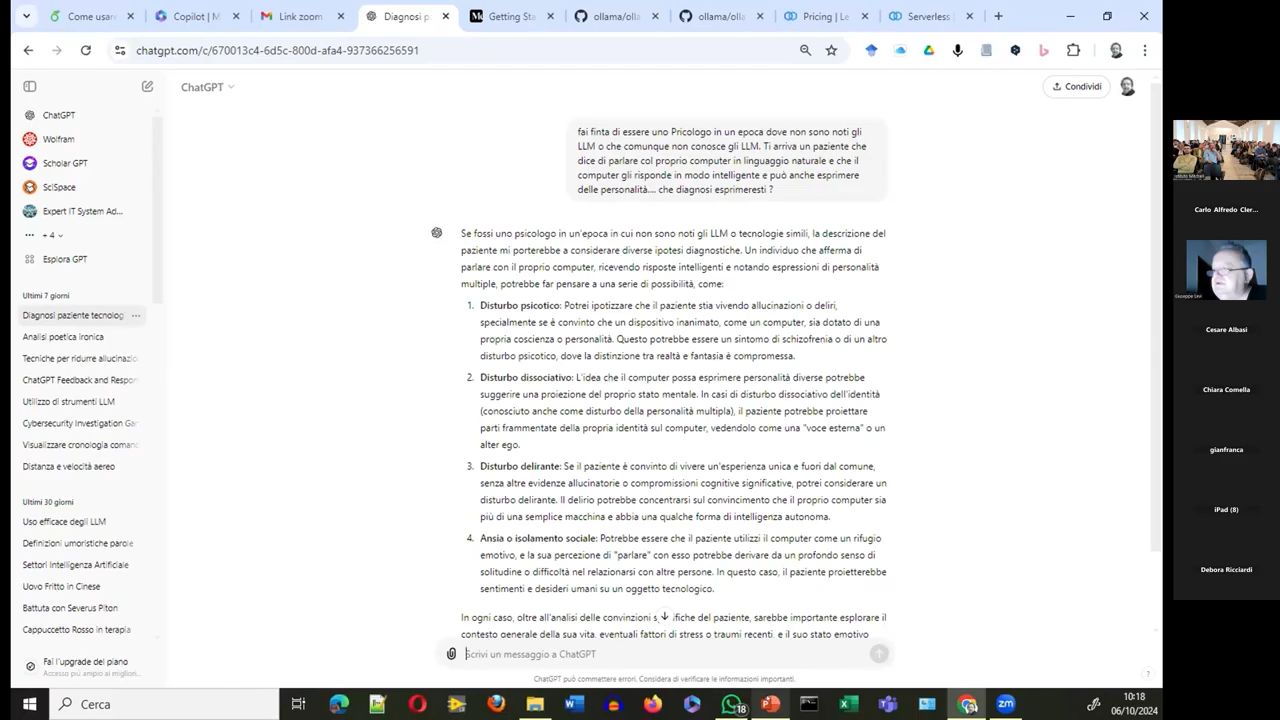 Come usare
Copilot | M
Link zoom
Diagnosi p
Getting Sta
ollama/olla
ollama/olla
Pricing | Le
Serverless
chatgpt.com/c/670013c4-6d5c-800d-afa4-937366256591
ChatGPT
Condividi
ChatGPT
Wolfram
Scholar GPT
SciSpace
Expert IT System Ad...
+ 4
Esplora GPT
Ultimi 7 giorni
Diagnosi paziente tecnolog
Analisi poetica ironica
Tecniche per ridurre allucinazio
ChatGPT Feedback and Respon
Utilizzo di strumenti LLM
Cybersecurity Investigation Gar
Visualizzare cronologia comanc
Distanza e velocità aereo
Ultimi 30 giorni
Uso efficace degli LLM
Definizioni umoristiche parole
Settori Intelligenza Artificiale
Uovo Fritto in Cinese
Battuta con Severus Piton
Cappuccetto Rosso in terapia
Fai l'upgrade del piano
Accesso più ampio ai migliori...
fai finta di essere uno Pricologo in un epoca dove non sono noti gli
LLM o che comunque non conosce gli LLM. Ti arriva un paziente che
dice di parlare col proprio computer in linguaggio naturale e che il
computer gli risponde in modo intelligente e può anche esprimere
delle personalità.... che diagnosi esprimeresti ?
Se fossi uno psicologo in un'epoca in cui non sono noti gli LLM o tecnologie simili, la descrizione del
paziente mi porterebbe a considerare diverse ipotesi diagnostiche. Un individuo che afferma di
parlare con il proprio computer, ricevendo risposte intelligenti e notando espressioni di personalità
multiple, potrebbe far pensare a una serie di possibilità, come:
1. Disturbo psicotico: Potrei ipotizzare che il paziente stia vivendo allucinazioni o deliri,
specialmente se è convinto che un dispositivo inanimato, come un computer, sia dotato di una
propria coscienza o personalità. Questo potrebbe essere un sintomo di schizofrenia o di un altro
disturbo psicotico, dove la distinzione tra realtà e fantasia è compromessa.
2. Disturbo dissociativo: L'idea che il computer possa esprimere personalità diverse potrebbe
suggerire una proiezione del proprio stato mentale. In casi di disturbo dissociativo dell'identità
(conosciuto anche come disturbo della personalità multipla), il paziente potrebbe proiettare
parti frammentate della propria identità sul computer, vedendolo come una "voce esterna" o un
alter ego.
3. Disturbo delirante: Se il paziente è convinto di vivere un'esperienza unica e fuori dal comune,
senza altre evidenze allucinatorie o compromissioni cognitive significative, potrei considerare un
disturbo delirante. Il delirio potrebbe concentrarsi sul convincimento che il proprio computer sia
più di una semplice macchina e abbia una qualche forma di intelligenza autonoma.
4. Ansia o isolamento sociale: Potrebbe essere che il paziente utilizzi il computer come un rifugio
emotivo, e la sua percezione di "parlare" con esso potrebbe derivare da un profondo senso di
solitudine o difficoltà nel relazionarsi con altre persone. In questo caso, il paziente proietterebbe
sentimenti e desideri umani su un oggetto tecnologico.
In ogni caso, oltre all'analisi delle convinzioni s ifiche del paziente, sarebbe importante esplorare il
contesto generale della sua vita, eventuali fattori di stress o traumi recenti, e il suo stato emotivo
Scrivi un messaggio a ChatGPT
ChatGPT può commettere errori. Considera di verificare le informazioni importanti.
?
Cerca
18
10:18
06/10/2024
Carlo Alfredo Cler...
Giuseppe Levi
Cesare Albasi
Chiara Comella
gianfranca
iPad (8)
Debora Ricciardi